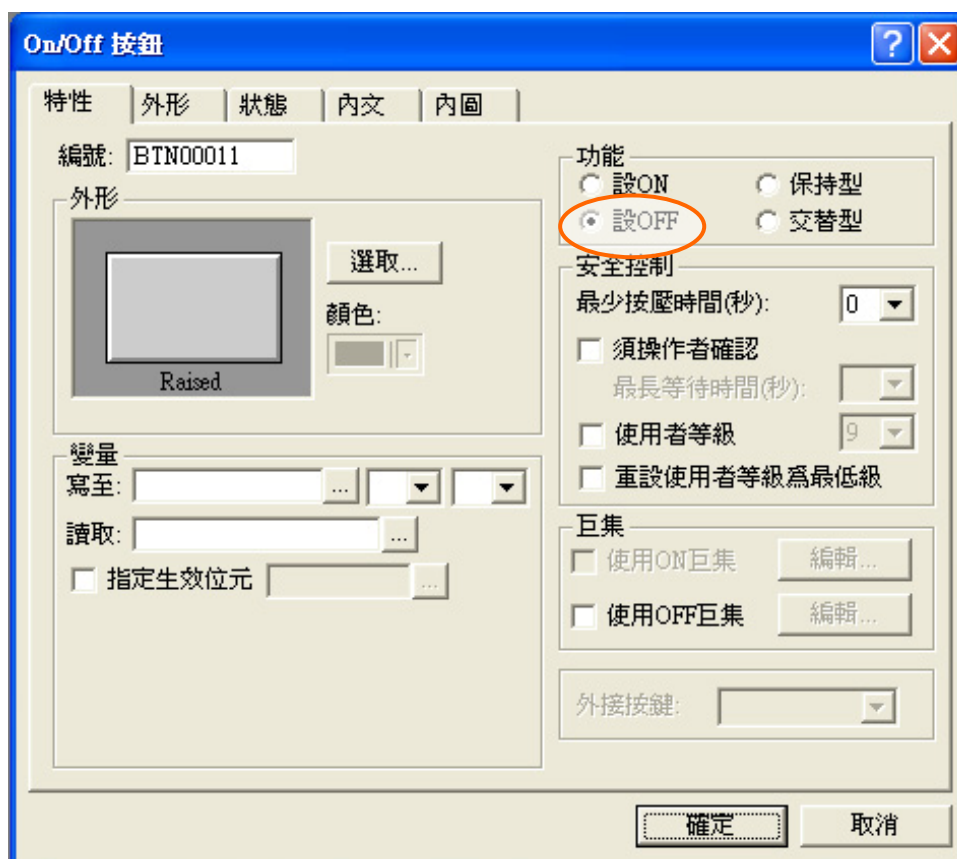 On/Off 按鈕
特性 外形 狀態 內文 內圖
編號: BTN00011
外形
Raised
選取...
顏色:
變量
寫至: ...
讀取: ...
指定生效位元 ...
功能
設ON 保持型
設OFF 交替型
安全控制
最少按壓時間(秒): 0
須操作者確認
最長等待時間(秒):
使用者等級 9
重設使用者等級為最低級
巨集
使用ON巨集 編輯...
使用OFF巨集 編輯...
外接按鍵:
確定 取消